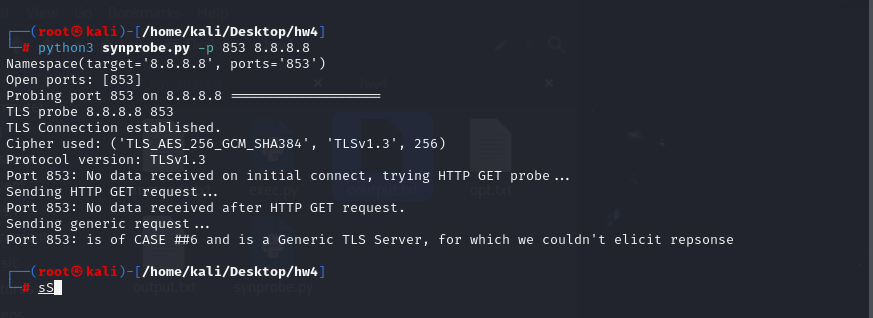 ┌──(root㉿kali)-[/home/kali/Desktop/hw4]
└─# python3 synprobe.py -p 853 8.8.8.8
Namespace(target='8.8.8.8', ports='853')
Open ports: [853]
Probing port 853 on 8.8.8.8 ====================
TLS probe 8.8.8.8 853
TLS Connection established.
Cipher used: ('TLS_AES_256_GCM_SHA384', 'TLSv1.3', 256)
Protocol version: TLSv1.3
Port 853: No data received on initial connect, trying HTTP GET probe...
Sending HTTP GET request...
Port 853: No data received after HTTP GET request.
Sending generic request...
Port 853: is of CASE ##6 and is a Generic TLS Server, for which we couldn't elicit repsonse
┌──(root㉿kali)-[/home/kali/Desktop/hw4]
└─# sS
output.txt
synprobe.py